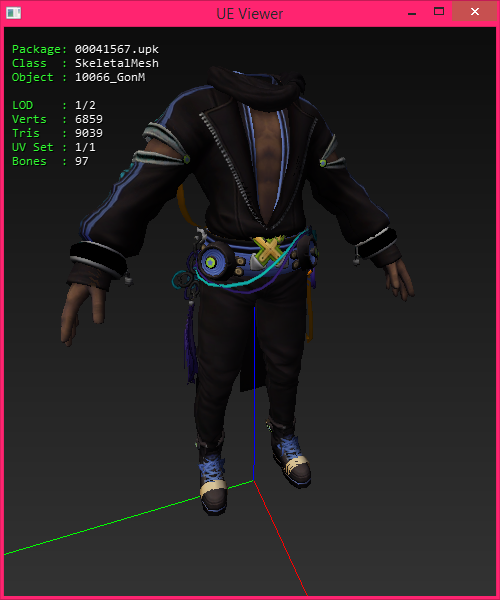 UE Viewer
Package: 00041567.upk
Class : SkeletalMesh
Object : 10066_GonM
LOD : 1/2
Verts : 6859
Tris : 9039
UV Set : 1/1
Bones : 97